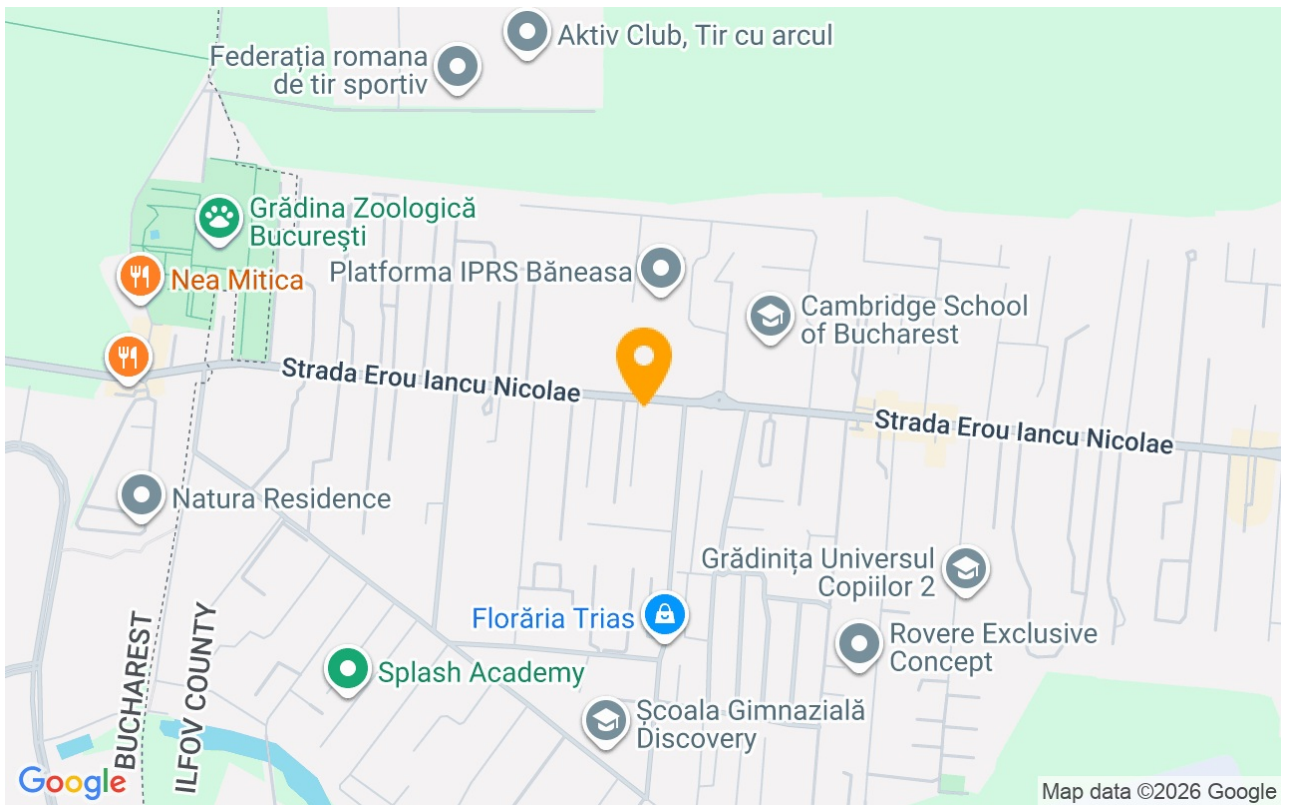 Aktiv Club, Tir cu arcul
Federația romana
de tir sportiv
Grădina Zoologică
București
Nea Mitica
Platforma IPRS Băneasa
Cambridge School
of Bucharest
Strada Erou Iancu Nicolae
Strada Erou Iancu Nicolae
Natura Residence
Grădinița Universul
Copiilor 2
Florăria Trias
Rovere Exclusive
Concept
BUCHAREST
ILFOV COUNTY
Splash Academy
Școala Gimnazială
Discovery
Google
Map data ©2026 Google